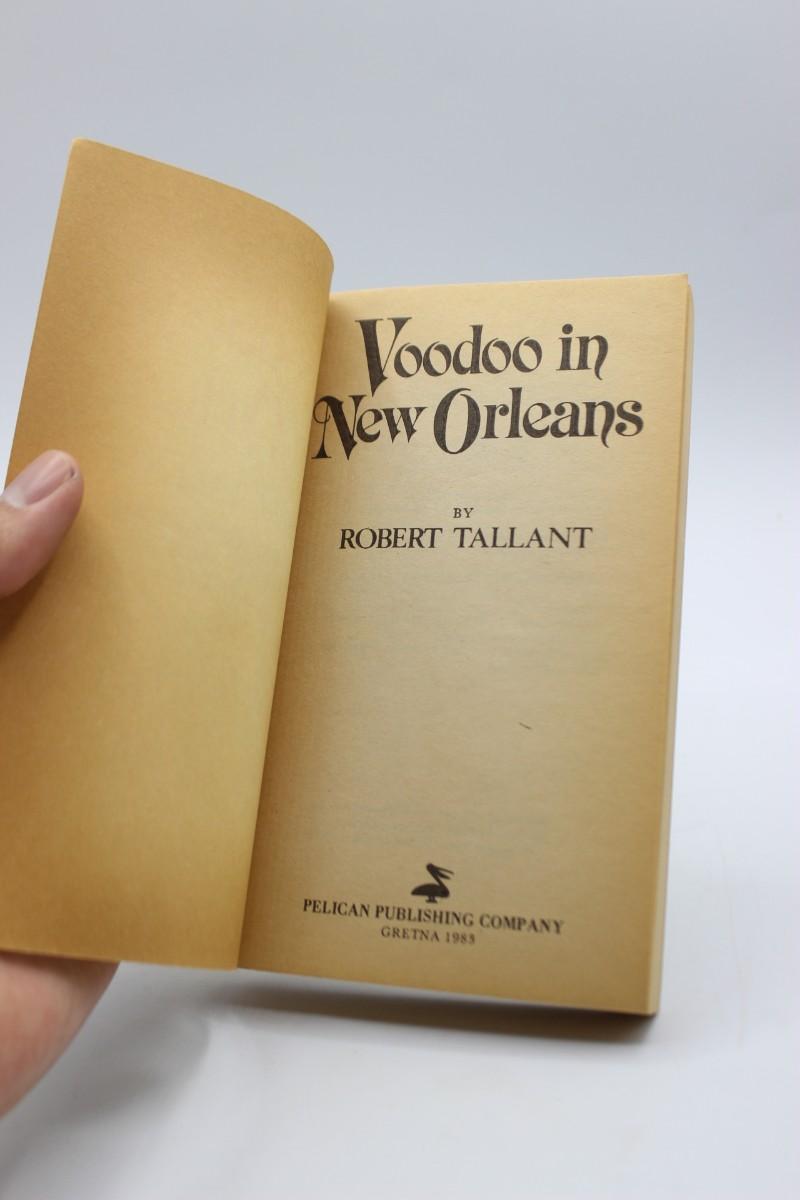 Voodoo in
New Orleans
BY
ROBERT TALLANT
PELICAN PUBLISHING COMPANY
GRETNA 1983